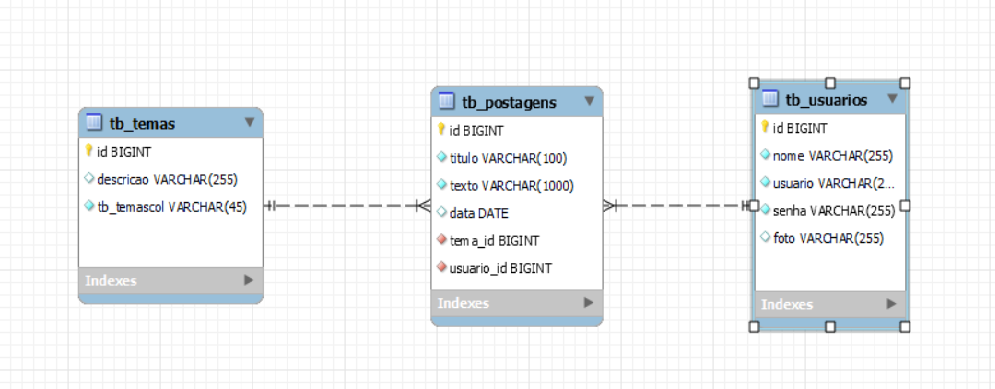 tb_temas
id BIGINT
descricao VARCHAR(255)
tb_temascol VARCHAR(45)
Indexes
tb_postagens
id BIGINT
titulo VARCHAR(100)
texto VARCHAR(1000)
data DATE
tema_id BIGINT
usuario_id BIGINT
Indexes
tb_usuarios
id BIGINT
nome VARCHAR(255)
usuario VARCHAR(2...
senha VARCHAR(255)
foto VARCHAR(255)
Indexes